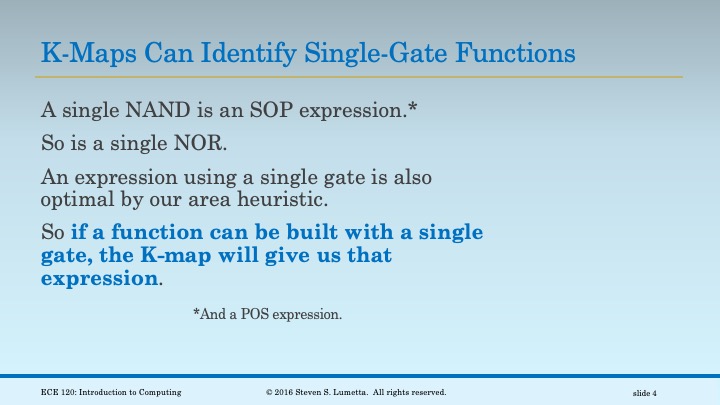 K-Maps Can Identify Single-Gate Functions
A single NAND is an SOP expression.*
So is a single NOR.
An expression using a single gate is also
optimal by our area heuristic.
So if a function can be built with a single
gate, the K-map will give us that
expression.
*And a POS expression.
ECE 120: Introduction to Computing
© 2016 Steven S. Lumetta. All rights reserved.
slide 4